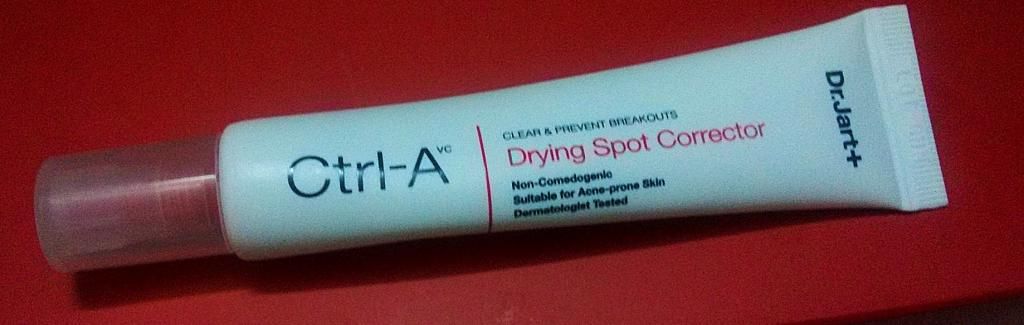 Ctrl-A VC
CLEAR & PREVENT BREAKOUTS
Drying Spot Corrector
Non-Comedogenic
Suitable for Acne-prone Skin
Dermatologist Tested
Dr.Jart+